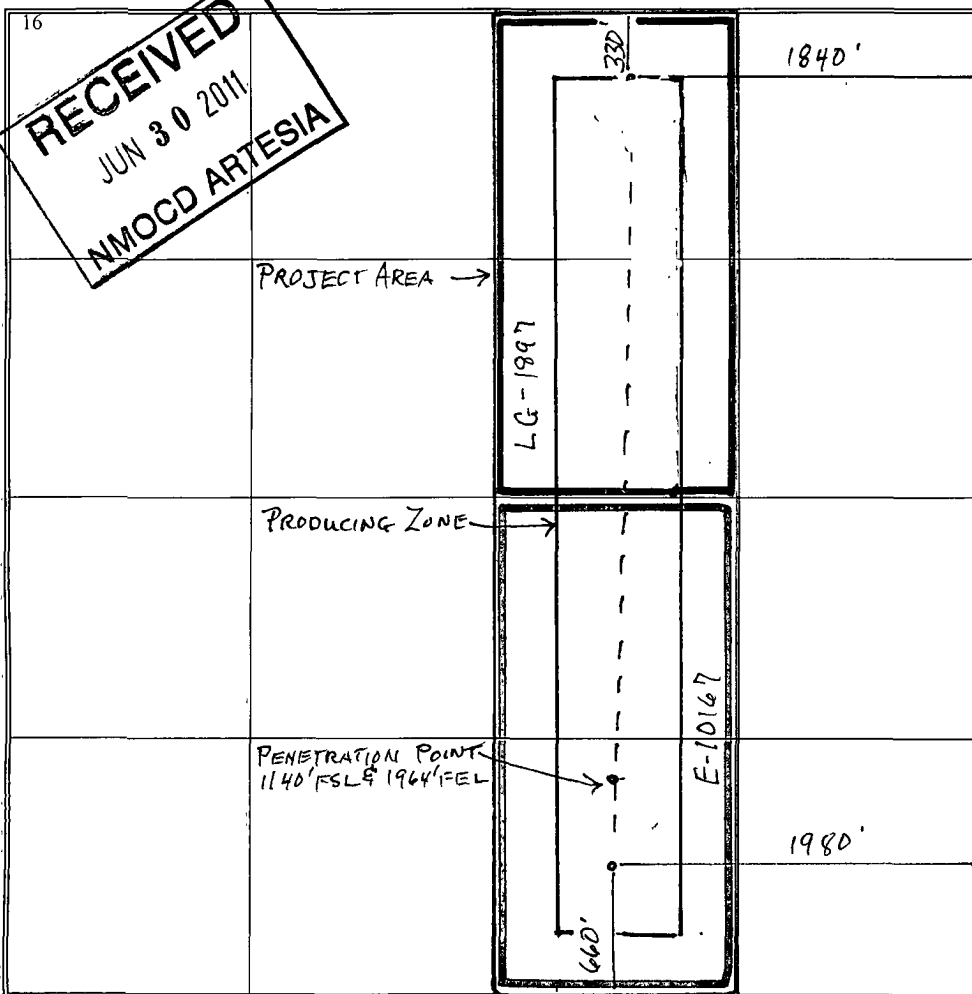 16
RECEIVED
JUN 30 2011
NMOCD ARTESIA
330'
1840'
PROJECT AREA
LG-1897
PRODUCING ZONE
E-10167
PENETRATION POINT
1140' FSL & 1964' FEL
1980'
660'